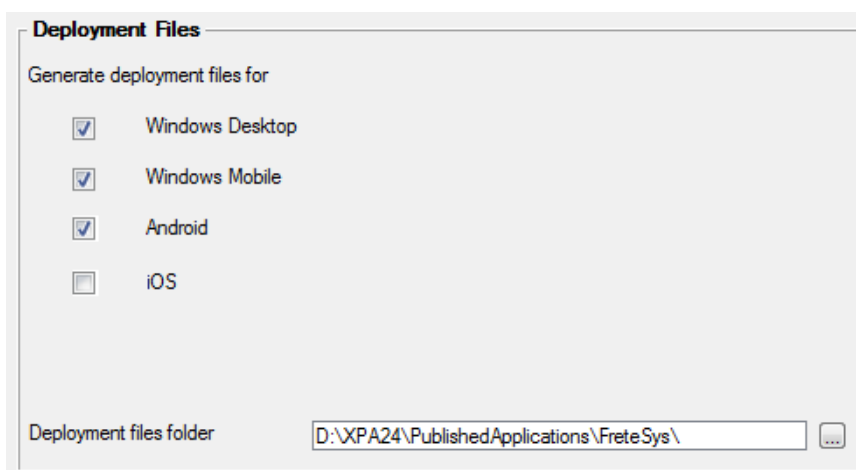 Deployment Files
Generate deployment files for
Windows Desktop
Windows Mobile
Android
iOS
Deployment files folder D:\XPA24\PublishedApplications\FreteSys\ ...